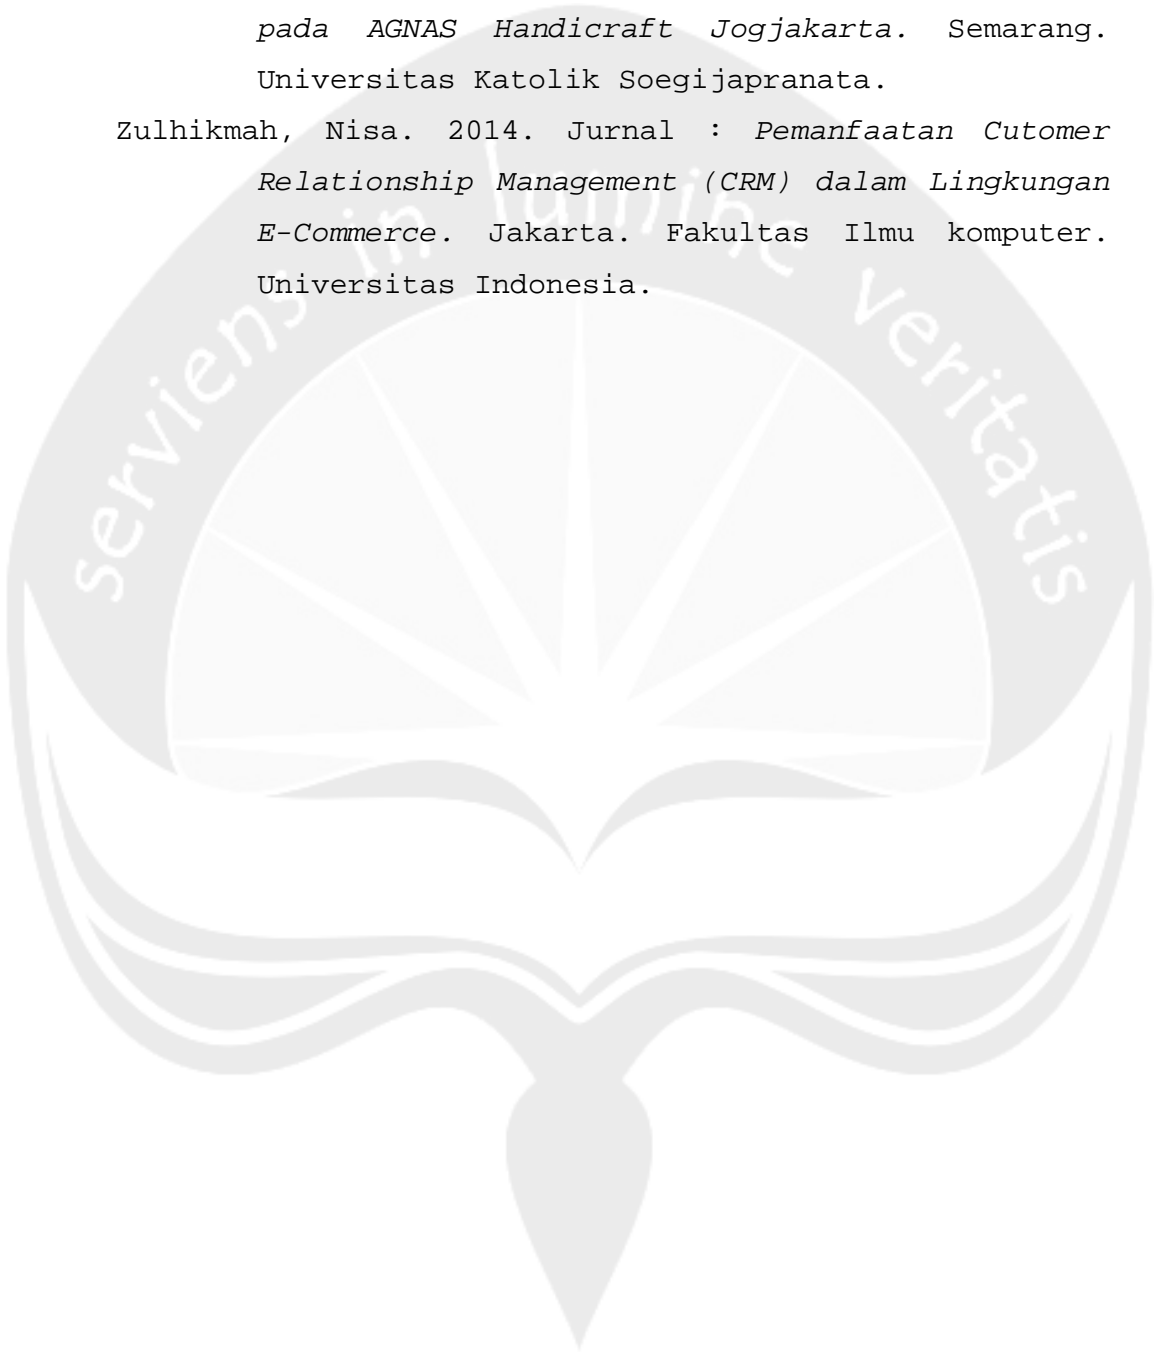 pada AGNAS Handicraft Jogjakarta. Semarang.
Universitas Katolik Soegijapranata.
Zulhikmah, Nisa. 2014. Jurnal : Pemanfaatan Cutomer
Relationship Management (CRM) dalam Lingkungan
E-Commerce. Jakarta. Fakultas Ilmu komputer.
Universitas Indonesia.
serviens in lumine veritatis